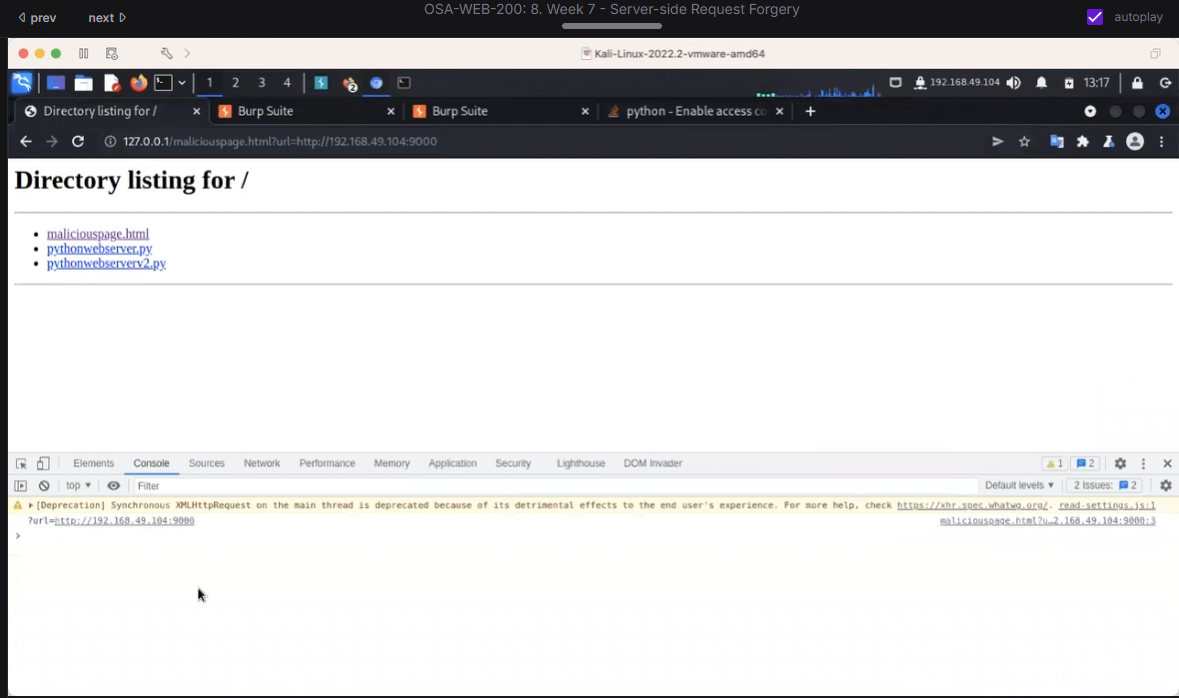 prev next OSA-WEB-200: 8. Week 7 - Server-side Request Forgery autoplay
Kali-Linux-2022.2-vmware-amd64
1 2 3 4 2 192.168.49.104 13:17
Directory listing for / Burp Suite Burp Suite python - Enable access co
127.0.0.1/maliciouspage.html?url=http://192.168.49.104:9000
Directory listing for /
maliciouspage.html
pythonwebserver.py
pythonwebserverv2.py
Elements Console Sources Network Performance Memory Application Security Lighthouse DOM Invader 1 2
top Filter Default levels 2 Issues: 2
[Deprecation] Synchronous XMLHttpRequest on the main thread is deprecated because of its detrimental effects to the end user's experience. For more help, check https://xhr.spec.whatwg.org/. read-settings.js:1
?url=http://192.168.49.104:9000 maliciouspage.html?u…2.168.49.104:9000:3
>